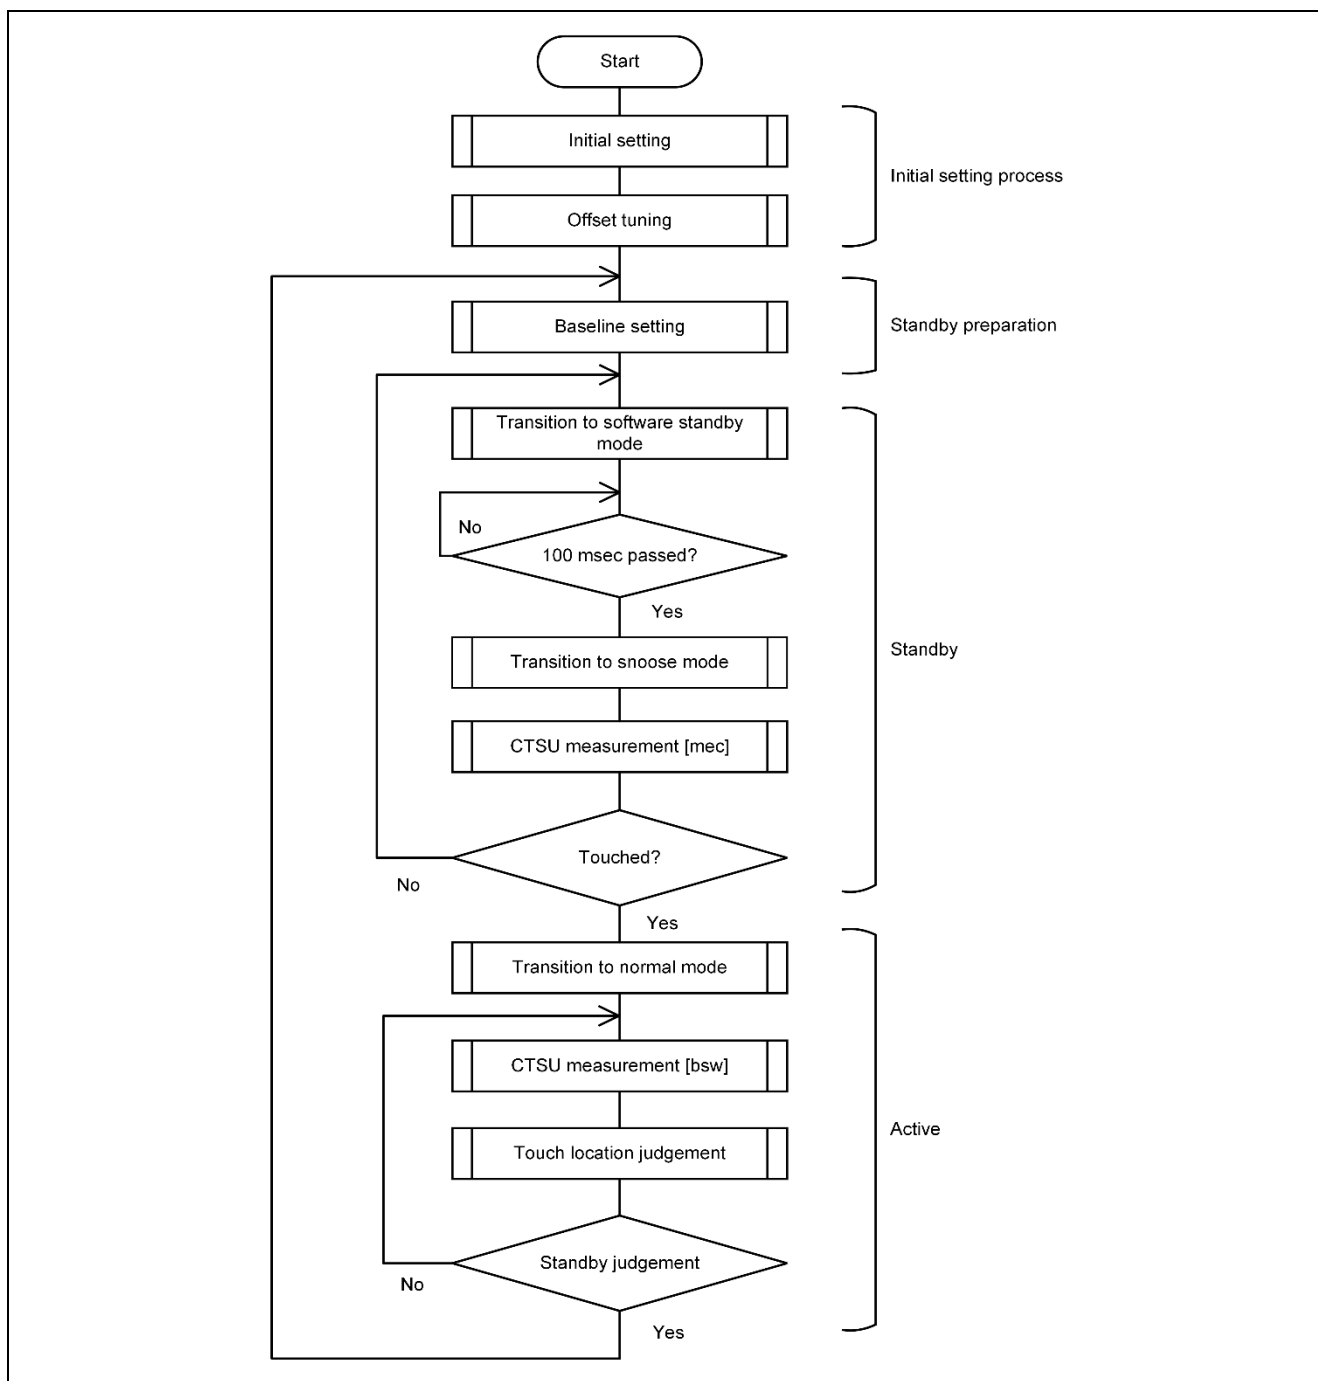 Start
Initial setting
Initial setting process
Offset tuning
Baseline setting
Standby preparation
Transition to software standby
mode
No
100 msec passed?
Yes
Transition to snoose mode
Standby
CTSU measurement [mec]
Touched?
No
Yes
Transition to normal mode
CTSU measurement [bsw]
Active
Touch location judgement
Standby judgement
No
Yes